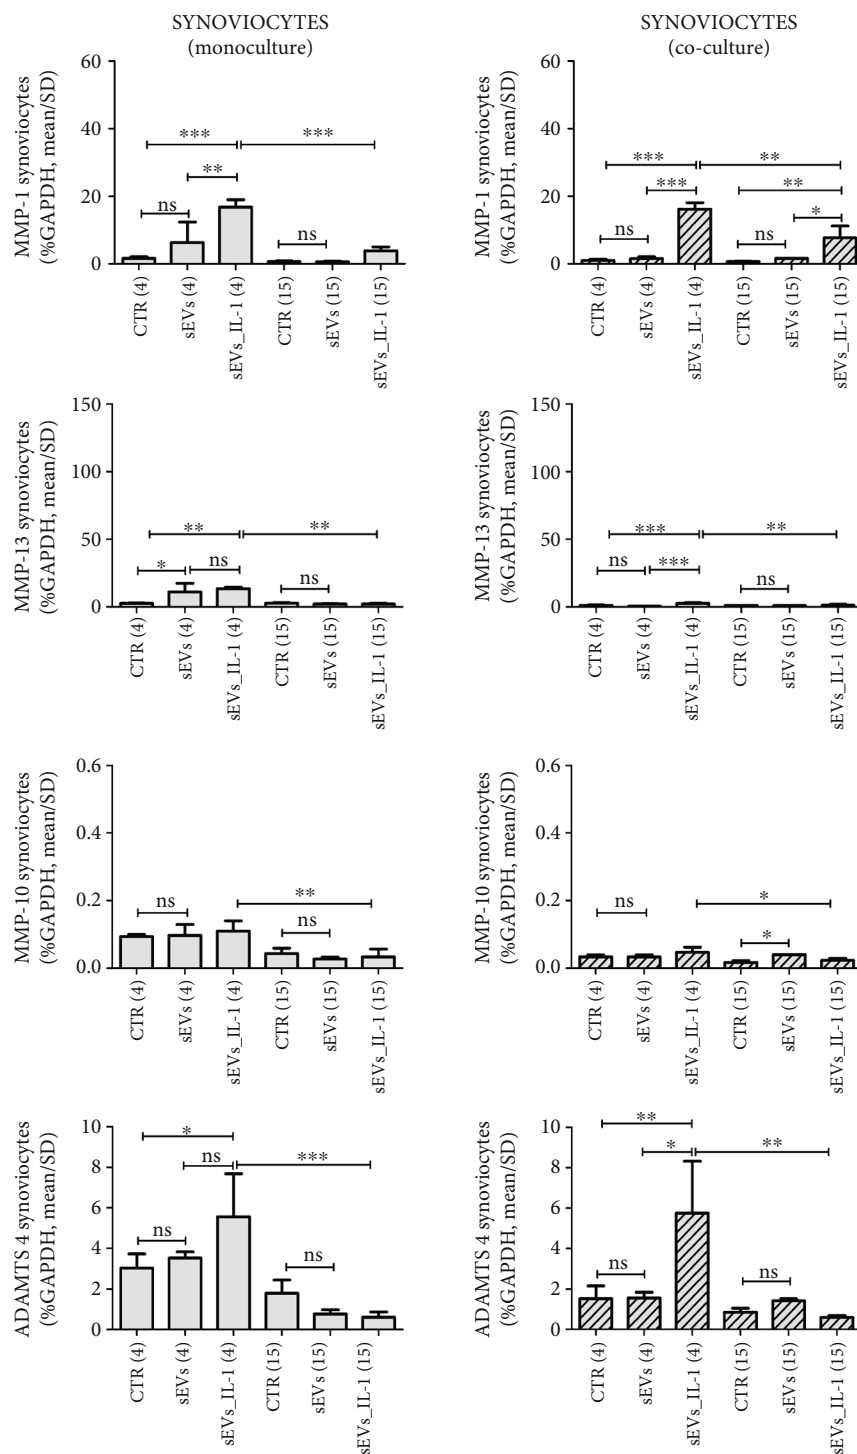 SYNOVIOCYTES
(monoculture)
MMP-1 synoviocytes
(%GAPDH, mean/SD)
60
40
20
0
***
***
**
ns
ns
CTR (4)
sEVs (4)
sEVs_IL-1 (4)
CTR (15)
sEVs (15)
sEVs_IL-1 (15)
SYNOVIOCYTES
(co-culture)
MMP-1 synoviocytes
(%GAPDH, mean/SD)
60
40
20
0
***
**
***
**
*
ns
ns
CTR (4)
sEVs (4)
sEVs_IL-1 (4)
CTR (15)
sEVs (15)
sEVs_IL-1 (15)
MMP-13 synoviocytes
(%GAPDH, mean/SD)
150
100
50
0
**
**
*
ns
ns
CTR (4)
sEVs (4)
sEVs_IL-1 (4)
CTR (15)
sEVs (15)
sEVs_IL-1 (15)
MMP-13 synoviocytes
(%GAPDH, mean/SD)
150
100
50
0
***
**
ns
***
ns
CTR (4)
sEVs (4)
sEVs_IL-1 (4)
CTR (15)
sEVs (15)
sEVs_IL-1 (15)
MMP-10 synoviocytes
(%GAPDH, mean/SD)
0.6
0.4
0.2
0.0
ns
**
ns
CTR (4)
sEVs (4)
sEVs_IL-1 (4)
CTR (15)
sEVs (15)
sEVs_IL-1 (15)
MMP-10 synoviocytes
(%GAPDH, mean/SD)
0.6
0.4
0.2
0.0
ns
*
*
CTR (4)
sEVs (4)
sEVs_IL-1 (4)
CTR (15)
sEVs (15)
sEVs_IL-1 (15)
ADAMTS 4 synoviocytes
(%GAPDH, mean/SD)
10
8
6
4
2
0
*
ns
***
ns
ns
CTR (4)
sEVs (4)
sEVs_IL-1 (4)
CTR (15)
sEVs (15)
sEVs_IL-1 (15)
ADAMTS 4 synoviocytes
(%GAPDH, mean/SD)
10
8
6
4
2
0
**
*
**
ns
ns
CTR (4)
sEVs (4)
sEVs_IL-1 (4)
CTR (15)
sEVs (15)
sEVs_IL-1 (15)